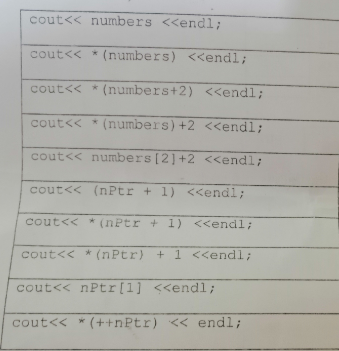 cout<< numbers <<endl;
cout<< *(numbers) <<endl;
cout<< *(numbers+2) <<endl;
cout<< *(numbers)+2 <<endl;
cout<< numbers[2]+2 <<endl;
cout<< (nPtr + 1) <<endl;
cout<< *(nPtr + 1) <<endl;
cout<< *(nPtr) + 1 <<endl;
cout<< nPtr[1] <<endl;
cout<< *(++nPtr) << endl;